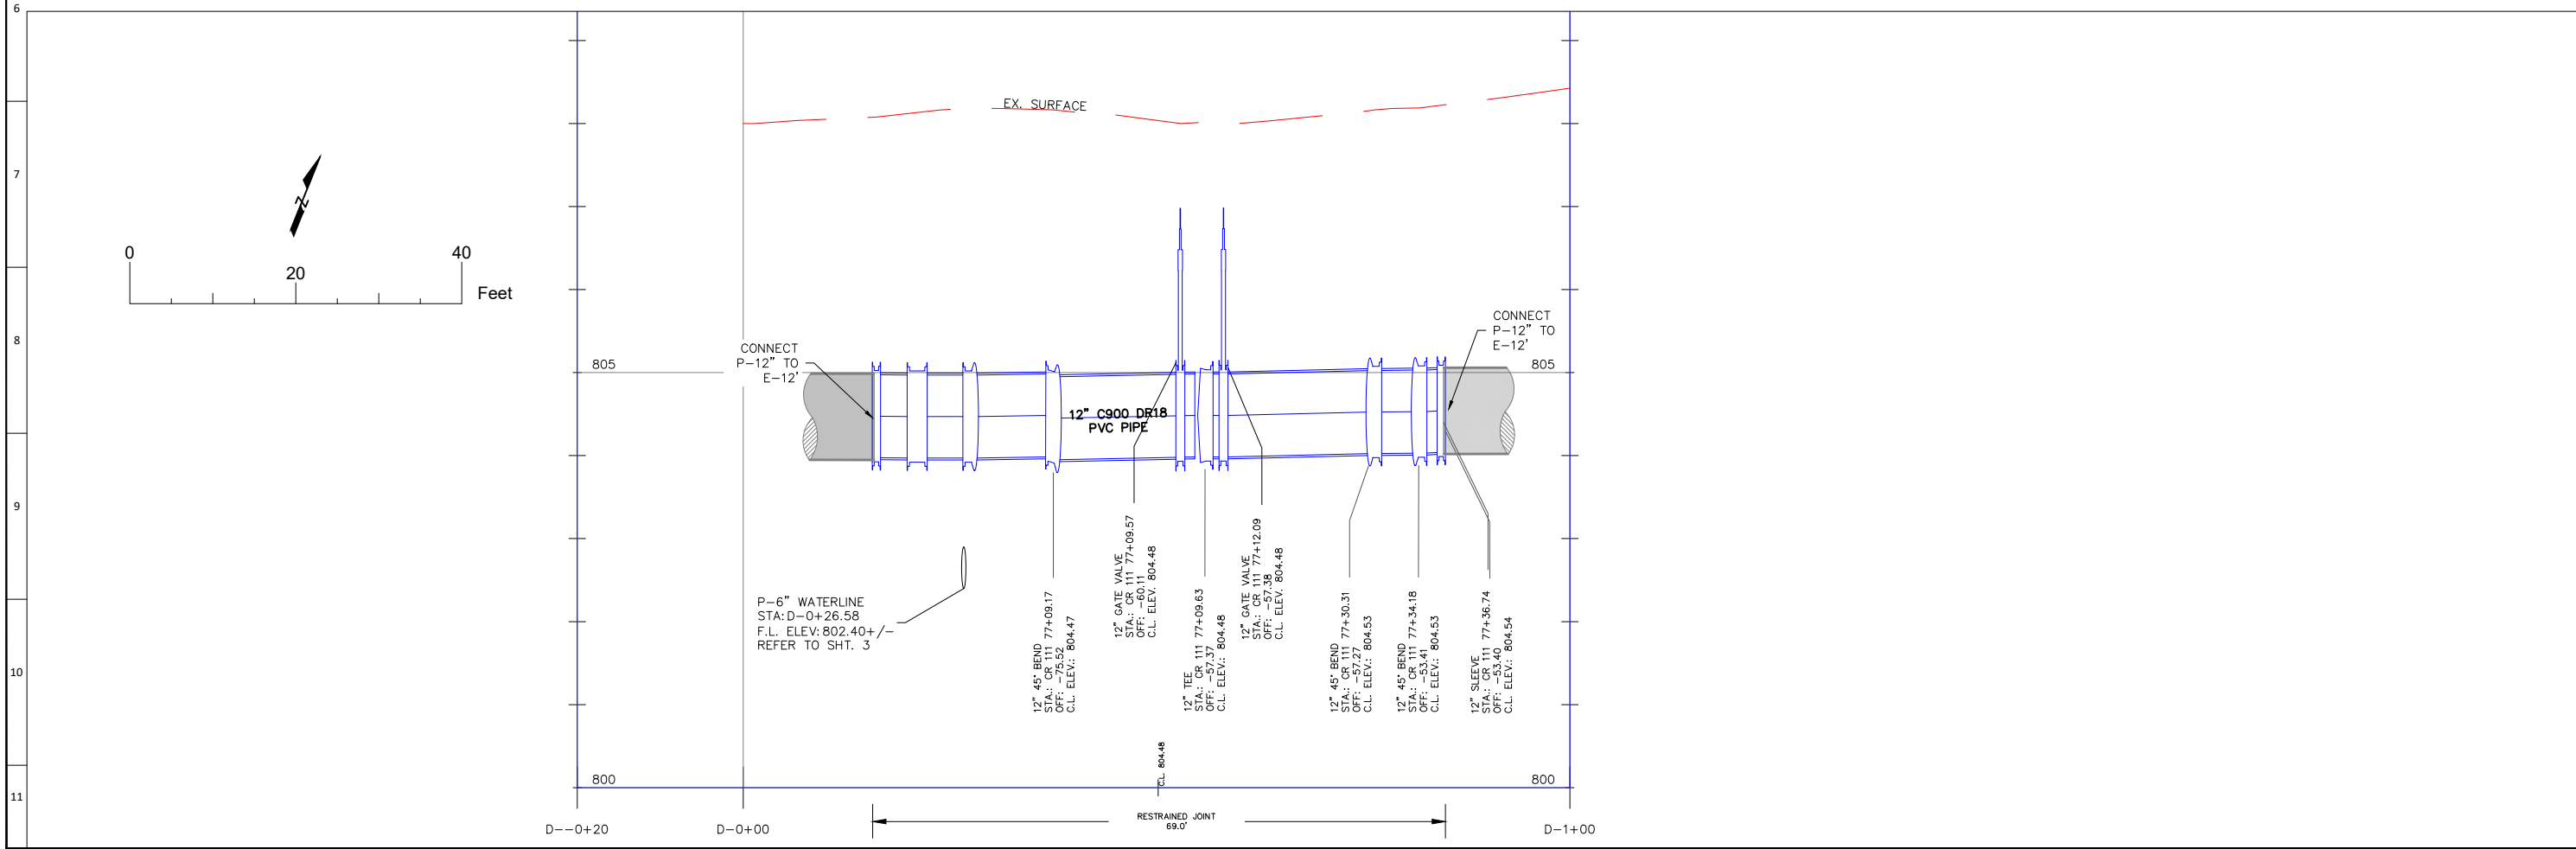 6
7
8
9
10
11
0
20
40
Feet
N
EX. SURFACE
CONNECT
P-12" TO
E-12'
805
CONNECT
P-12" TO
E-12'
805
12" C900 DR18
PVC PIPE
P-6" WATERLINE
STA:D-0+26.58
F.L. ELEV:802.40+/-
REFER TO SHT. 3
12" 45° BEND
STA.: CR 111 77+09.17
OFF: -75.52
C.L. ELEV.: 804.47
12" GATE VALVE
STA.: CR 111 77+09.57
OFF: -60.11
C.L. ELEV. 804.48
12" TEE
STA.: CR 111 77+09.63
OFF: -57.37
C.L. ELEV.: 804.48
12" GATE VALVE
STA.: CR 111 77+12.09
OFF: -57.38
C.L. ELEV. 804.48
12" 45° BEND
STA.: CR 111 77+30.31
OFF: -57.27
C.L. ELEV.: 804.53
12" 45° BEND
STA.: CR 111 77+34.18
OFF: -53.41
C.L. ELEV.: 804.53
12" SLEEVE
STA.: CR 111 77+36.74
OFF: -53.40
C.L. ELEV.: 804.54
C.L. 804.48
800
800
RESTRAINED JOINT
69.0'
D--0+20
D-0+00
D-1+00